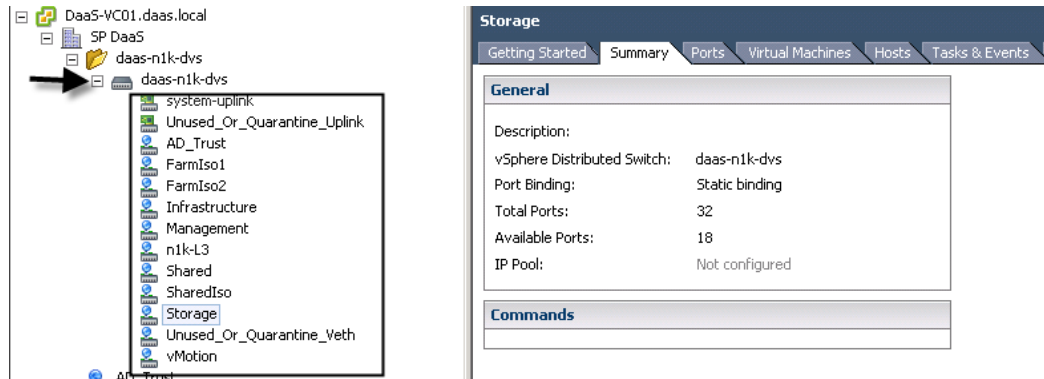 DaaS-VC01.daas.local
SP DaaS
daas-n1k-dvs
daas-n1k-dvs
system-uplink
Unused_Or_Quarantine_Uplink
AD_Trust
FarmIso1
FarmIso2
Infrastructure
Management
n1k-L3
Shared
SharedIso
Storage
Unused_Or_Quarantine_Veth
vMotion
AD_Trust
Storage
Getting Started Summary Ports Virtual Machines Hosts Tasks & Events
General
Description:
vSphere Distributed Switch: daas-n1k-dvs
Port Binding: Static binding
Total Ports: 32
Available Ports: 18
IP Pool: Not configured
Commands